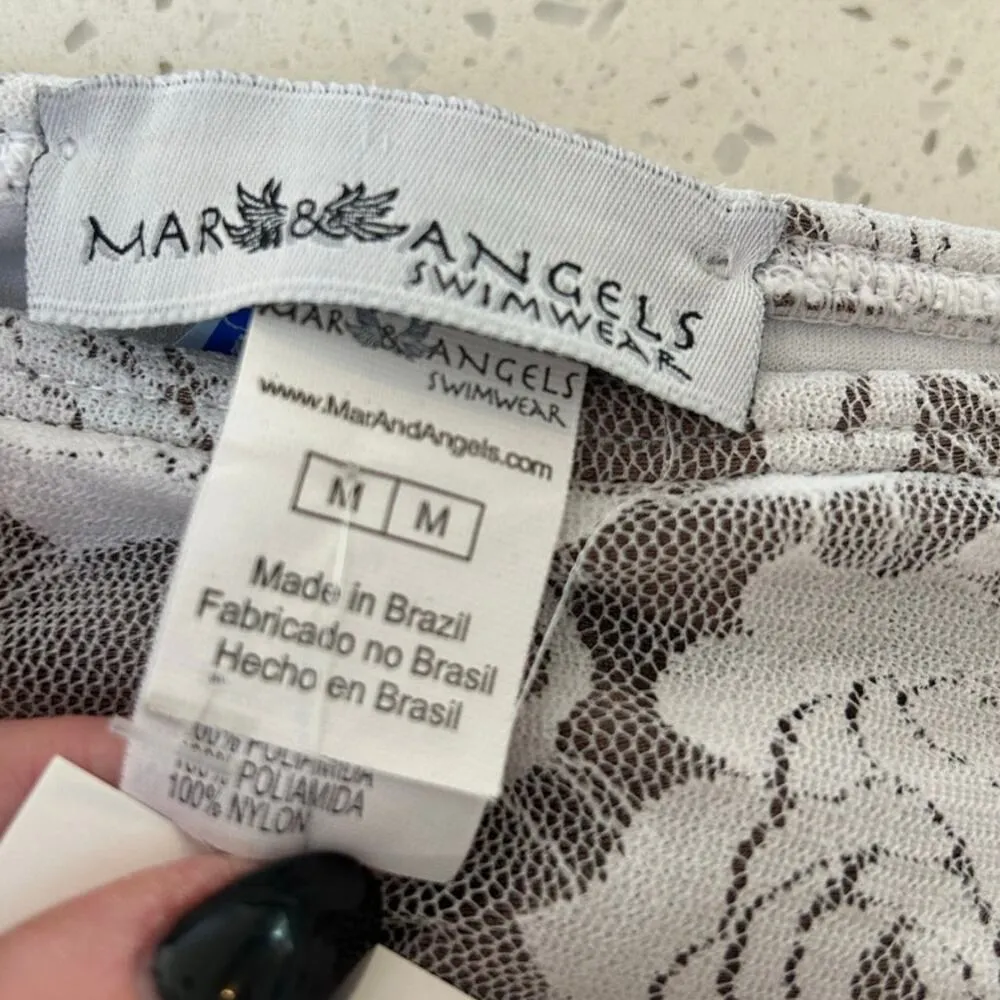 MAR & ANGELS
SWIMWEAR
MAR & ANGELS
SWIMWEAR
www.MarAndAngels.com
M M
Made in Brazil
Fabricado no Brasil
Hecho en Brasil
100% POLIAMIDA
100% NYLON